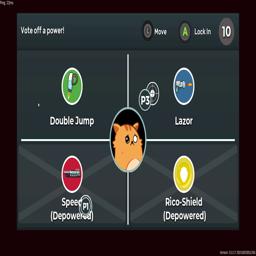 Vote off a power!
L Move
A Lock In
10
P3
Double Jump
Lazor
P1
Speed
(Depowered)
Rico-Shield
(Depowered)